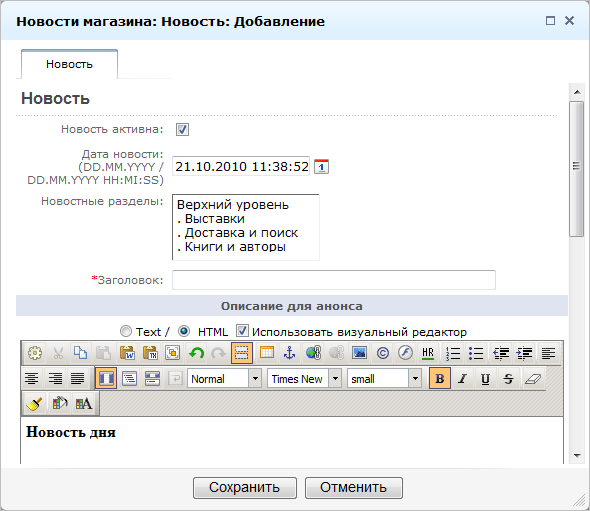 Новости магазина: Новость: Добавление
Новость
Новость
Новость активна:
Дата новости:
(DD.MM.YYYY /
DD.MM.YYYY HH:MI:SS)
21.10.2010 11:38:52
Новостные разделы:
Верхний уровень
. Выставки
. Доставка и поиск
. Книги и авторы
*Заголовок:
Описание для анонса
Text / HTML Использовать визуальный редактор
HR
Normal Times New small B I U S
Новость дня
Сохранить Отменить